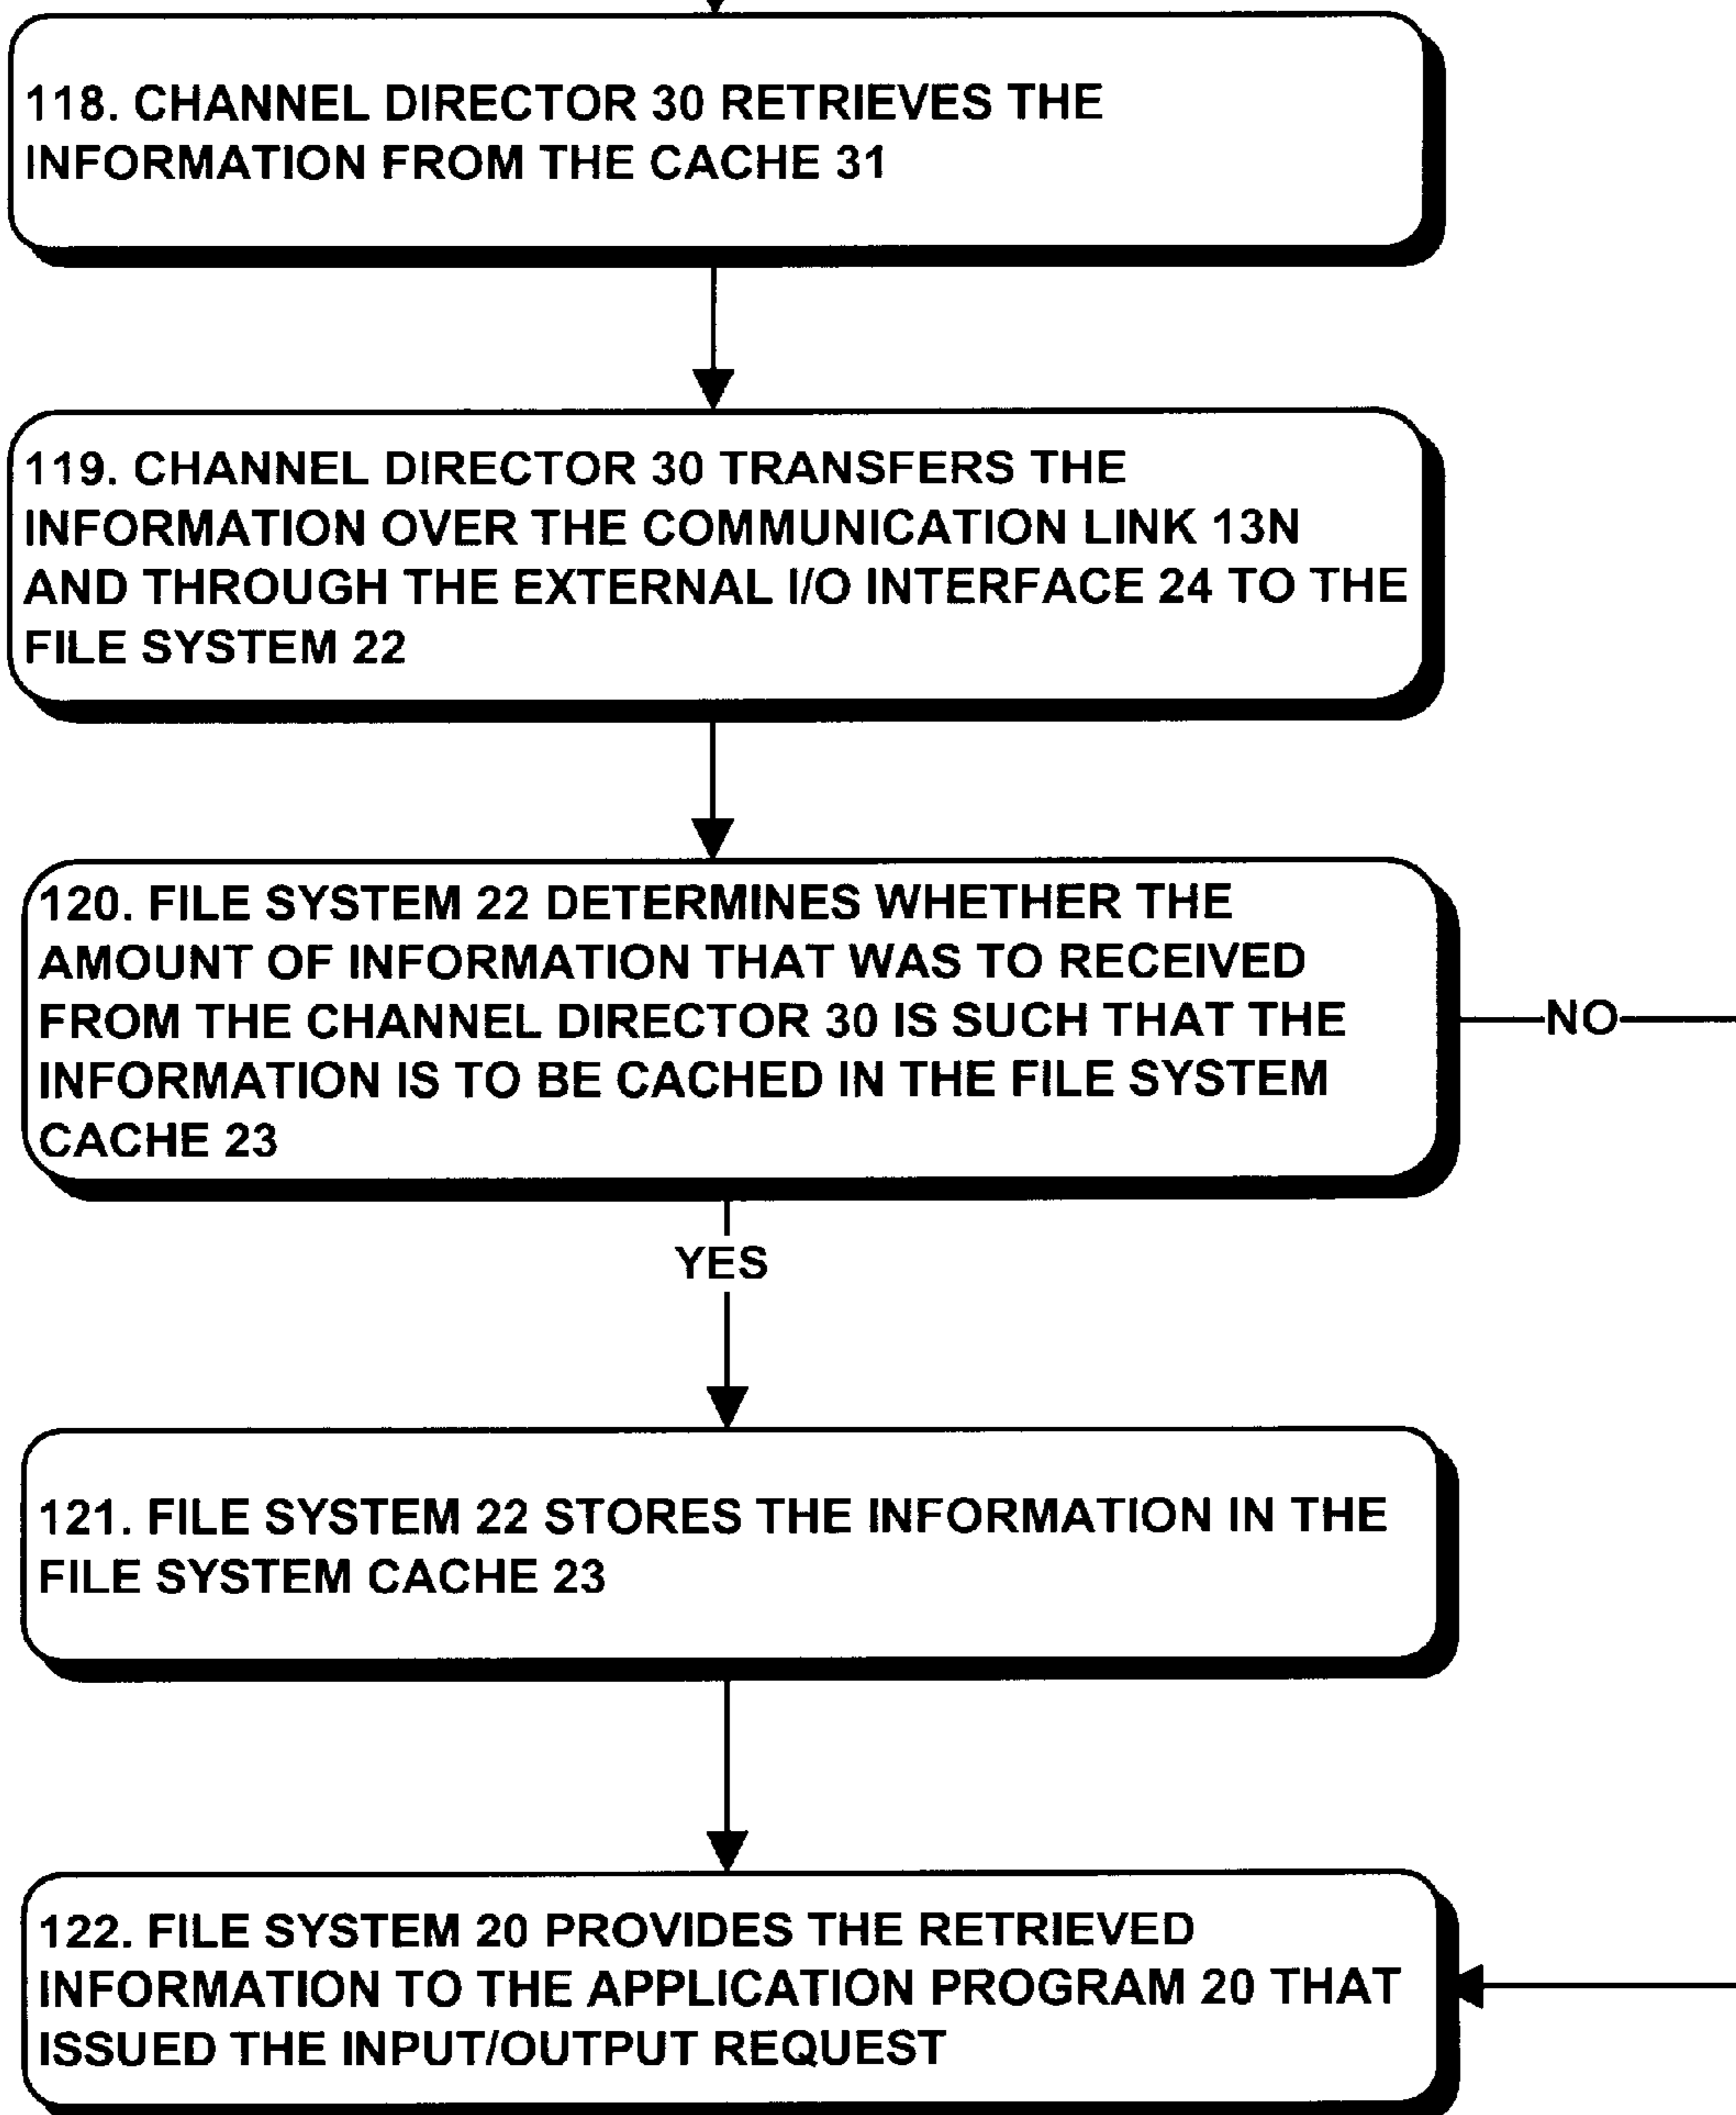 118. CHANNEL DIRECTOR 30 RETRIEVES THE
INFORMATION FROM THE CACHE 31
119. CHANNEL DIRECTOR 30 TRANSFERS THE
INFORMATION OVER THE COMMUNICATION LINK 13N
AND THROUGH THE EXTERNAL I/O INTERFACE 24 TO THE
FILE SYSTEM 22
120. FILE SYSTEM 22 DETERMINES WHETHER THE
AMOUNT OF INFORMATION THAT WAS TO RECEIVED
FROM THE CHANNEL DIRECTOR 30 IS SUCH THAT THE
INFORMATION IS TO BE CACHED IN THE FILE SYSTEM
CACHE 23
NO
YES
121. FILE SYSTEM 22 STORES THE INFORMATION IN THE
FILE SYSTEM CACHE 23
122. FILE SYSTEM 20 PROVIDES THE RETRIEVED
INFORMATION TO THE APPLICATION PROGRAM 20 THAT
ISSUED THE INPUT/OUTPUT REQUEST